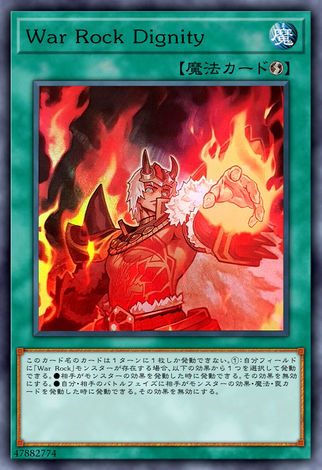 War Rock Dignity
魔
【魔法カード】
このカード名のカードは1ターンに1枚しか発動できない。①：自分フィールド
に「War Rock」モンスターが存在する場合、以下の効果から1つを選択して発動
できる。●相手がモンスターの効果を発動した時に発動できる。その効果を無効
にする。●自分・相手のバトルフェイズに相手がモンスターの効果・魔法・罠カ
ードを発動した時に発動できる。その効果を無効にする。
47882774